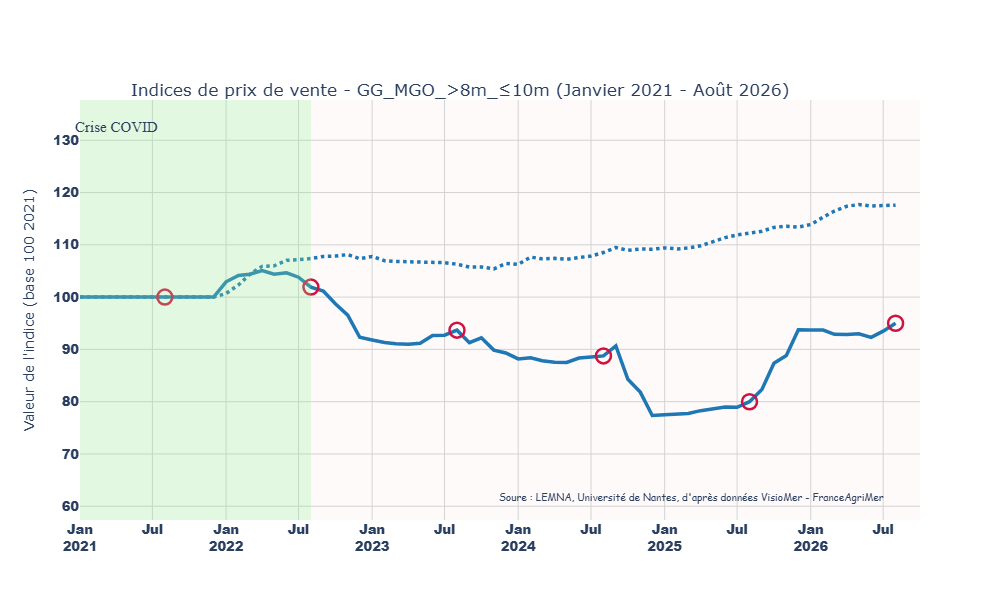 Indices de prix de vente - GG_MGO_>8m_≤10m (Janvier 2021 - Août 2026)
Crise COVID
130
120
110
100
90
80
70
60
Valeur de l'indice (base 100 2021)
Soure : LEMNA, Université de Nantes, d'après données VisioMer - FranceAgriMer
Jan Jul Jan Jul Jan Jul Jan Jul Jan Jul Jan Jul
2021 2022 2023 2024 2025 2026